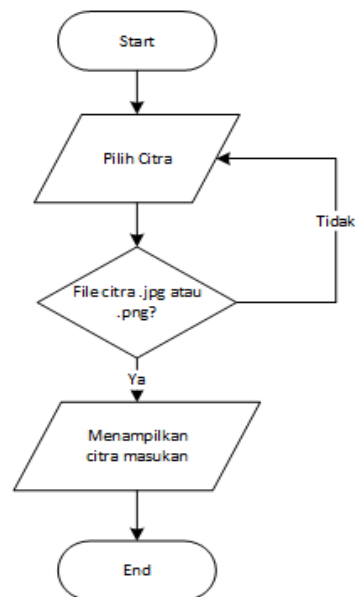 Start
Pilih Citra
Tidak
File citra .jpg atau
.png?
Ya
Menampilkan
citra masukan
End